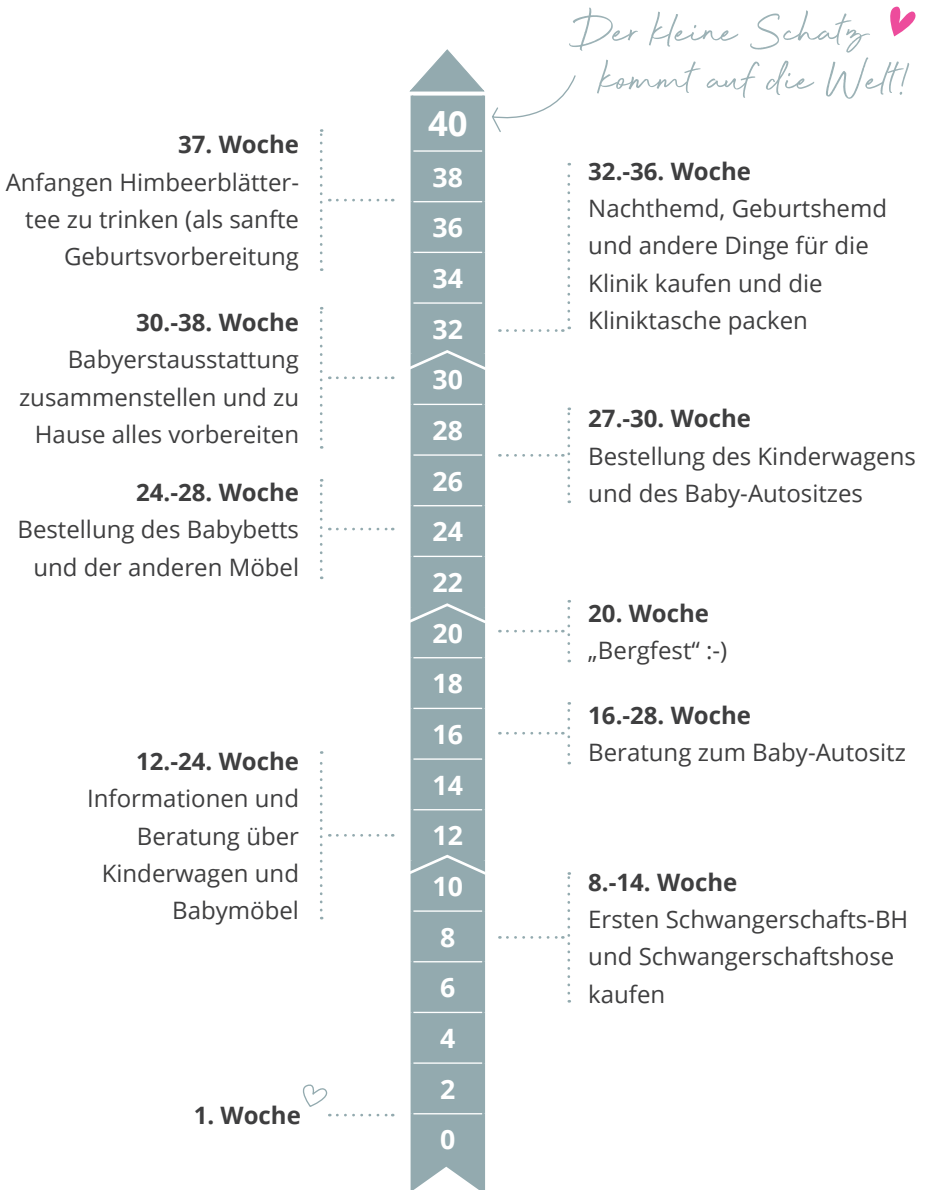 Der kleine Schatz
kommt auf die Welt!
40
38
36
34
32
30
28
26
24
22
20
18
16
14
12
10
8
6
4
2
0
37. Woche
Anfangen Himbeerblätter-
tee zu trinken (als sanfte
Geburtsvorbereitung
30.-38. Woche
Babyerstausstattung
zusammenstellen und zu
Hause alles vorbereiten
24.-28. Woche
Bestellung des Babybetts
und der anderen Möbel
12.-24. Woche
Informationen und
Beratung über
Kinderwagen und
Babymöbel
1. Woche
32.-36. Woche
Nachthemd, Geburtshemd
und andere Dinge für die
Klinik kaufen und die
Kliniktasche packen
27.-30. Woche
Bestellung des Kinderwagens
und des Baby-Autositzes
20. Woche
„Bergfest“ :-)
16.-28. Woche
Beratung zum Baby-Autositz
8.-14. Woche
Ersten Schwangerschafts-BH
und Schwangerschaftshose
kaufen